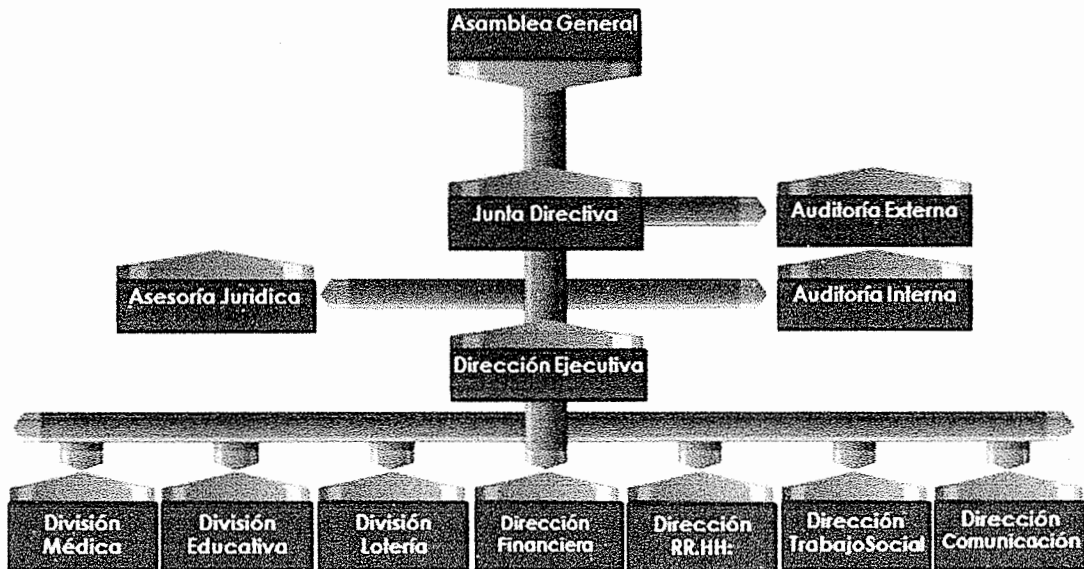 Asamblea General
Junta Directiva
Auditoría Externa
Asesoría Jurídica
Auditoría Interna
Dirección Ejecutiva
División
Médica
División
Educativa
División
Lotería
Dirección
Financiera
Dirección
RR.HH:
Dirección
TrabajoSocial
Dirección
Comunicación